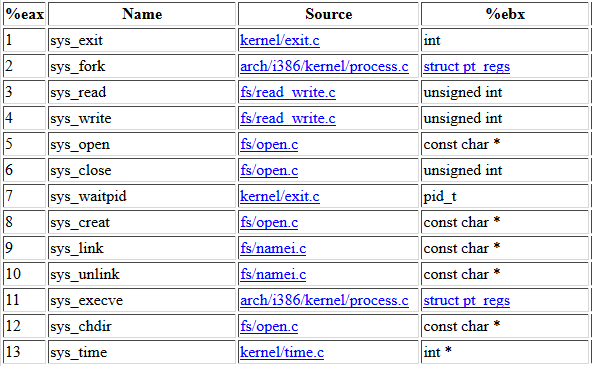 %eax Name Source %ebx
1 sys_exit kernel/exit.c int
2 sys_fork arch/i386/kernel/process.c struct pt_regs
3 sys_read fs/read_write.c unsigned int
4 sys_write fs/read_write.c unsigned int
5 sys_open fs/open.c const char *
6 sys_close fs/open.c unsigned int
7 sys_waitpid kernel/exit.c pid_t
8 sys_creat fs/open.c const char *
9 sys_link fs/namei.c const char *
10 sys_unlink fs/namei.c const char *
11 sys_execve arch/i386/kernel/process.c struct pt_regs
12 sys_chdir fs/open.c const char *
13 sys_time kernel/time.c int *